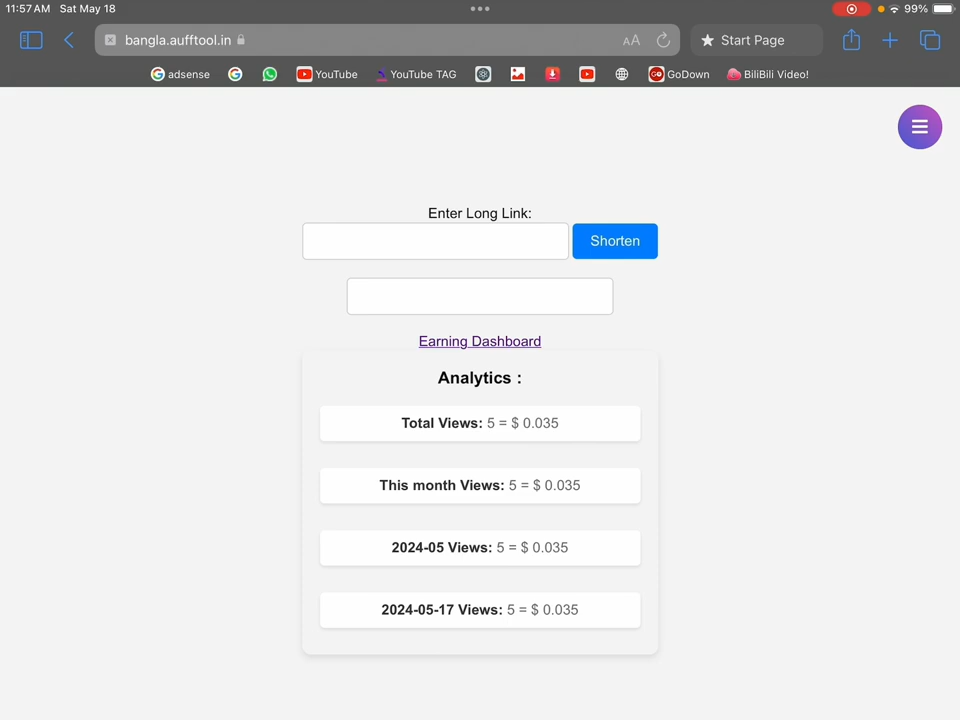 11:57 AM Sat May 18
99%
bangla.aufftool.in
AA
Start Page
adsense
YouTube
YouTube TAG
GoDown
BiliBili Video!
Enter Long Link:
Shorten
Earning Dashboard
Analytics :
Total Views: 5 = $ 0.035
This month Views: 5 = $ 0.035
2024-05 Views: 5 = $ 0.035
2024-05-17 Views: 5 = $ 0.035